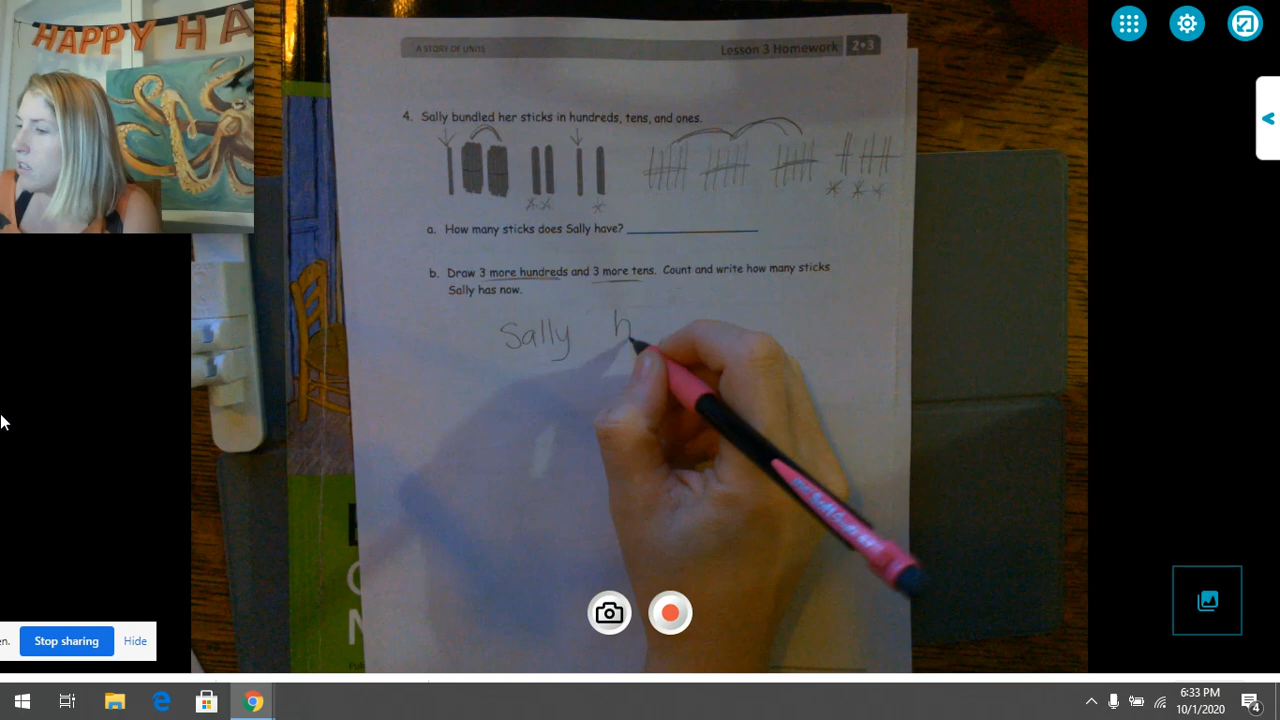 HAPPY HA
A STORY OF UNITS
Lesson 3 Homework 2•3
4. Sally bundled her sticks in hundreds, tens, and ones.
a. How many sticks does Sally have?
b. Draw 3 more hundreds and 3 more tens. Count and write how many sticks
Sally has now.
Sally h
en.
Stop sharing
Hide
6:33 PM
10/1/2020
4